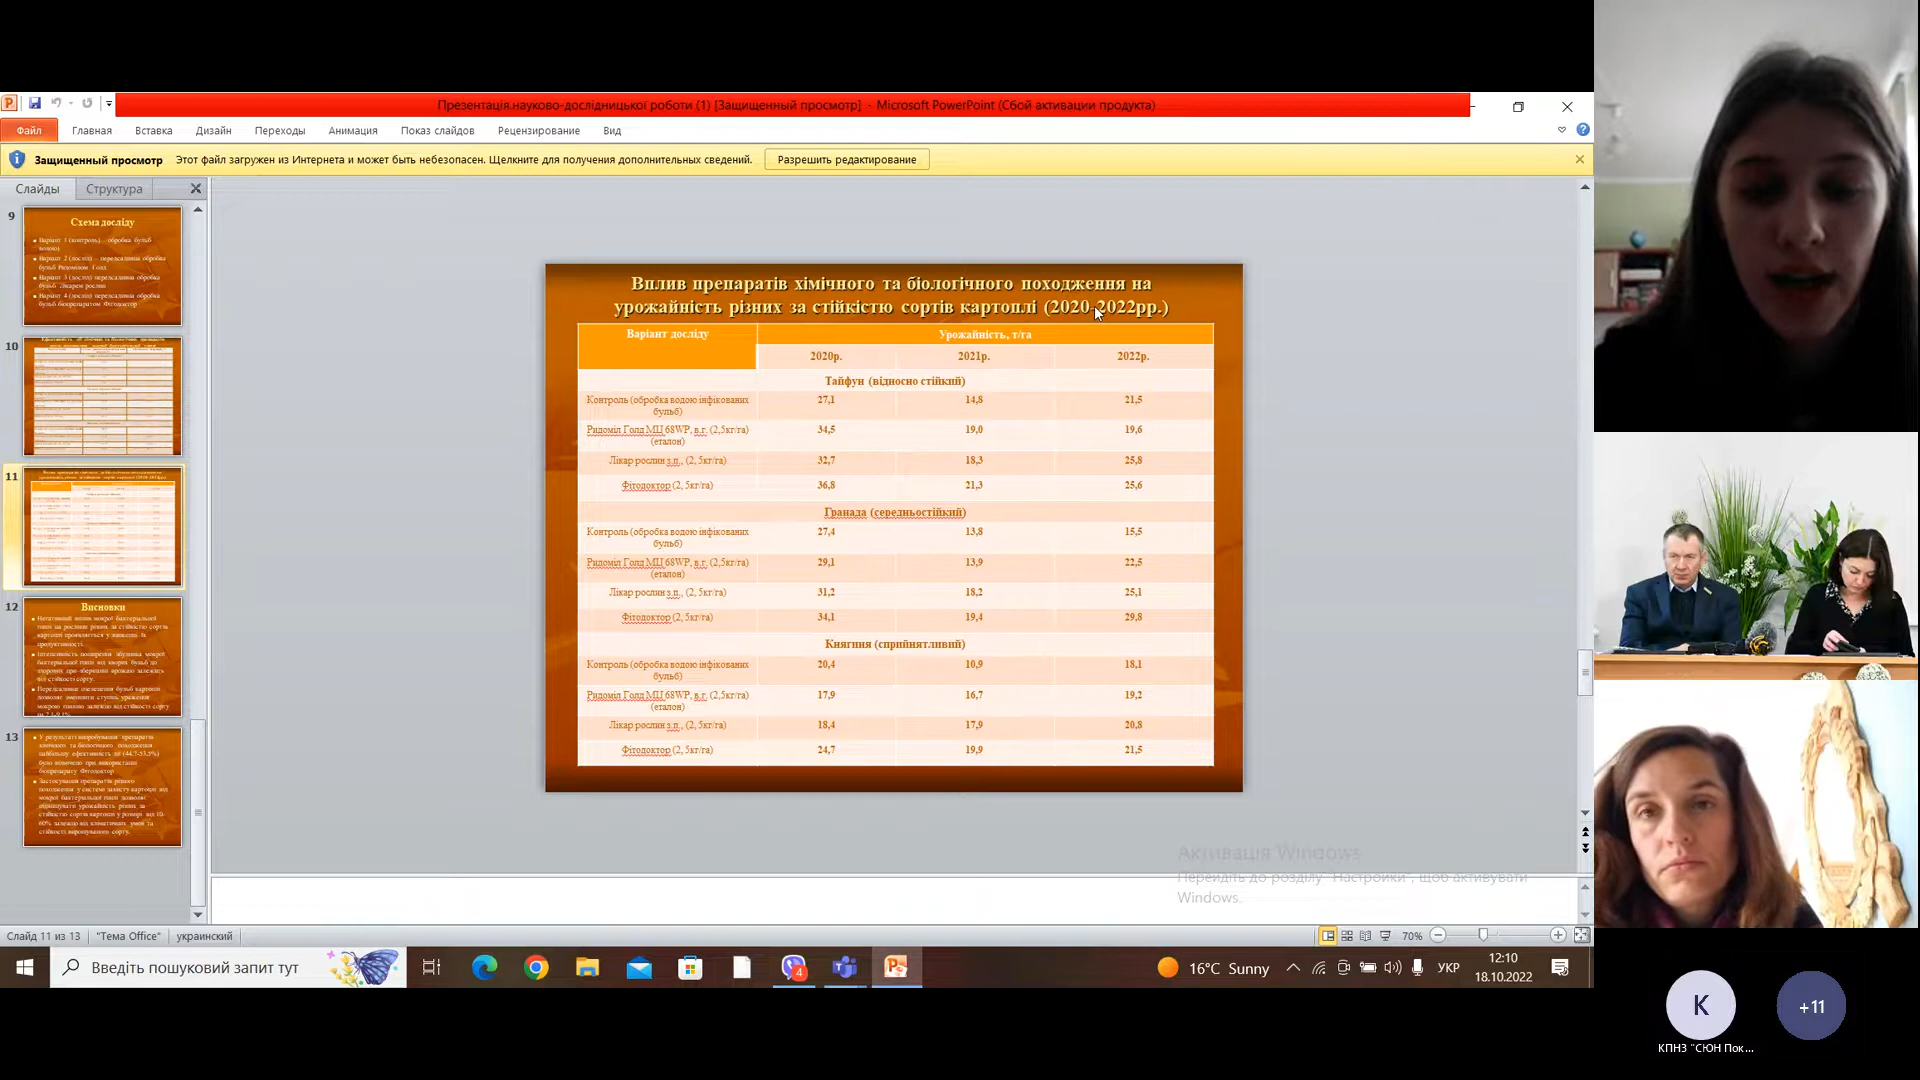 Презентація.науково-дослідницької роботи (1) [Защищенный просмотр] - Microsoft PowerPoint (Сбой активации продукта)
Файл Главная Вставка Дизайн Переходы Анимация Показ слайдов Рецензирование Вид
Защищенный просмотр Этот файл загружен из Интернета и может быть небезопасен. Щелкните для получения дополнительных сведений. Разрешить редактирование
Слайды Структура
9
Схема досліду
10
11
12
Висновки
13
Вплив препаратів хімічного та біологічного походження на
урожайність різних за стійкістю сортів картоплі (2020-2022рр.)
Варіант досліду Урожайність, т/га
2020р. 2021р. 2022р.
Тайфун (відносно стійкий)
Контроль (обробка водою інфікованих
бульб) 27,1 14,8 21,5
Ридоміл Голд МЦ 68WP, в.г. (2,5кг/га)
(еталон) 34,5 19,0 19,6
Лікар рослин з.п., (2, 5кг/га) 32,7 18,3 25,8
Фітодоктор (2, 5кг/га) 36,8 21,3 25,6
Гранада (середньостійкий)
Контроль (обробка водою інфікованих
бульб) 27,4 13,8 15,5
Ридоміл Голд МЦ 68WP, в.г. (2,5кг/га)
(еталон) 29,1 13,9 22,5
Лікар рослин з.п., (2, 5кг/га) 31,2 18,2 25,1
Фітодоктор (2, 5кг/га) 34,1 19,4 29,8
Княгиня (сприйнятливий)
Контроль (обробка водою інфікованих
бульб) 20,4 10,9 18,1
Ридоміл Голд МЦ 68WP, в.г. (2,5кг/га)
(еталон) 17,9 16,7 19,2
Лікар рослин з.п., (2, 5кг/га) 18,4 17,9 20,8
Фітодоктор (2, 5кг/га) 24,7 19,9 21,5
Активація Windows
Перейдіть до розділу "Настройки", щоб активувати
Windows.
Слайд 11 из 13 "Тема Office" украинский 70%
Введіть пошуковий запит тут 4 16°C Sunny УКР 12:10
18.10.2022
К +11
КПНЗ "СЮН Пок...